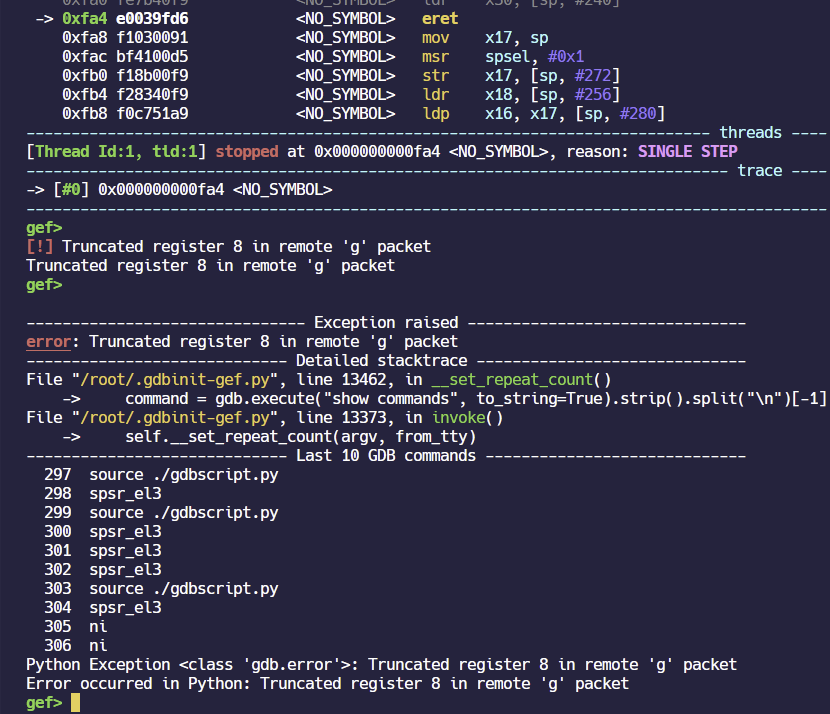 0xfa0 fe7b40f9 <NO_SYMBOL> ldr x30, [sp, #240]
-> 0xfa4 e0039fd6 <NO_SYMBOL> eret
0xfa8 f1030091 <NO_SYMBOL> mov x17, sp
0xfac bf4100d5 <NO_SYMBOL> msr spsel, #0x1
0xfb0 f18b00f9 <NO_SYMBOL> str x17, [sp, #272]
0xfb4 f28340f9 <NO_SYMBOL> ldr x18, [sp, #256]
0xfb8 f0c751a9 <NO_SYMBOL> ldp x16, x17, [sp, #280]
---------------------------------------------------------------------------- threads ----
[Thread Id:1, tid:1] stopped at 0x000000000fa4 <NO_SYMBOL>, reason: SINGLE STEP
------------------------------------------------------------------------------ trace ----
-> [#0] 0x000000000fa4 <NO_SYMBOL>
-----------------------------------------------------------------------------------------
gef>
[!] Truncated register 8 in remote 'g' packet
Truncated register 8 in remote 'g' packet
gef>
------------------------------- Exception raised -------------------------------
error: Truncated register 8 in remote 'g' packet
----------------------------- Detailed stacktrace ------------------------------
File "/root/.gdbinit-gef.py", line 13462, in __set_repeat_count()
-> command = gdb.execute("show commands", to_string=True).strip().split("\n")[-1]
File "/root/.gdbinit-gef.py", line 13373, in invoke()
-> self.__set_repeat_count(argv, from_tty)
----------------------------- Last 10 GDB commands -----------------------------
297 source ./gdbscript.py
298 spsr_el3
299 source ./gdbscript.py
300 spsr_el3
301 spsr_el3
302 spsr_el3
303 source ./gdbscript.py
304 spsr_el3
305 ni
306 ni
Python Exception <class 'gdb.error'>: Truncated register 8 in remote 'g' packet
Error occurred in Python: Truncated register 8 in remote 'g' packet
gef>